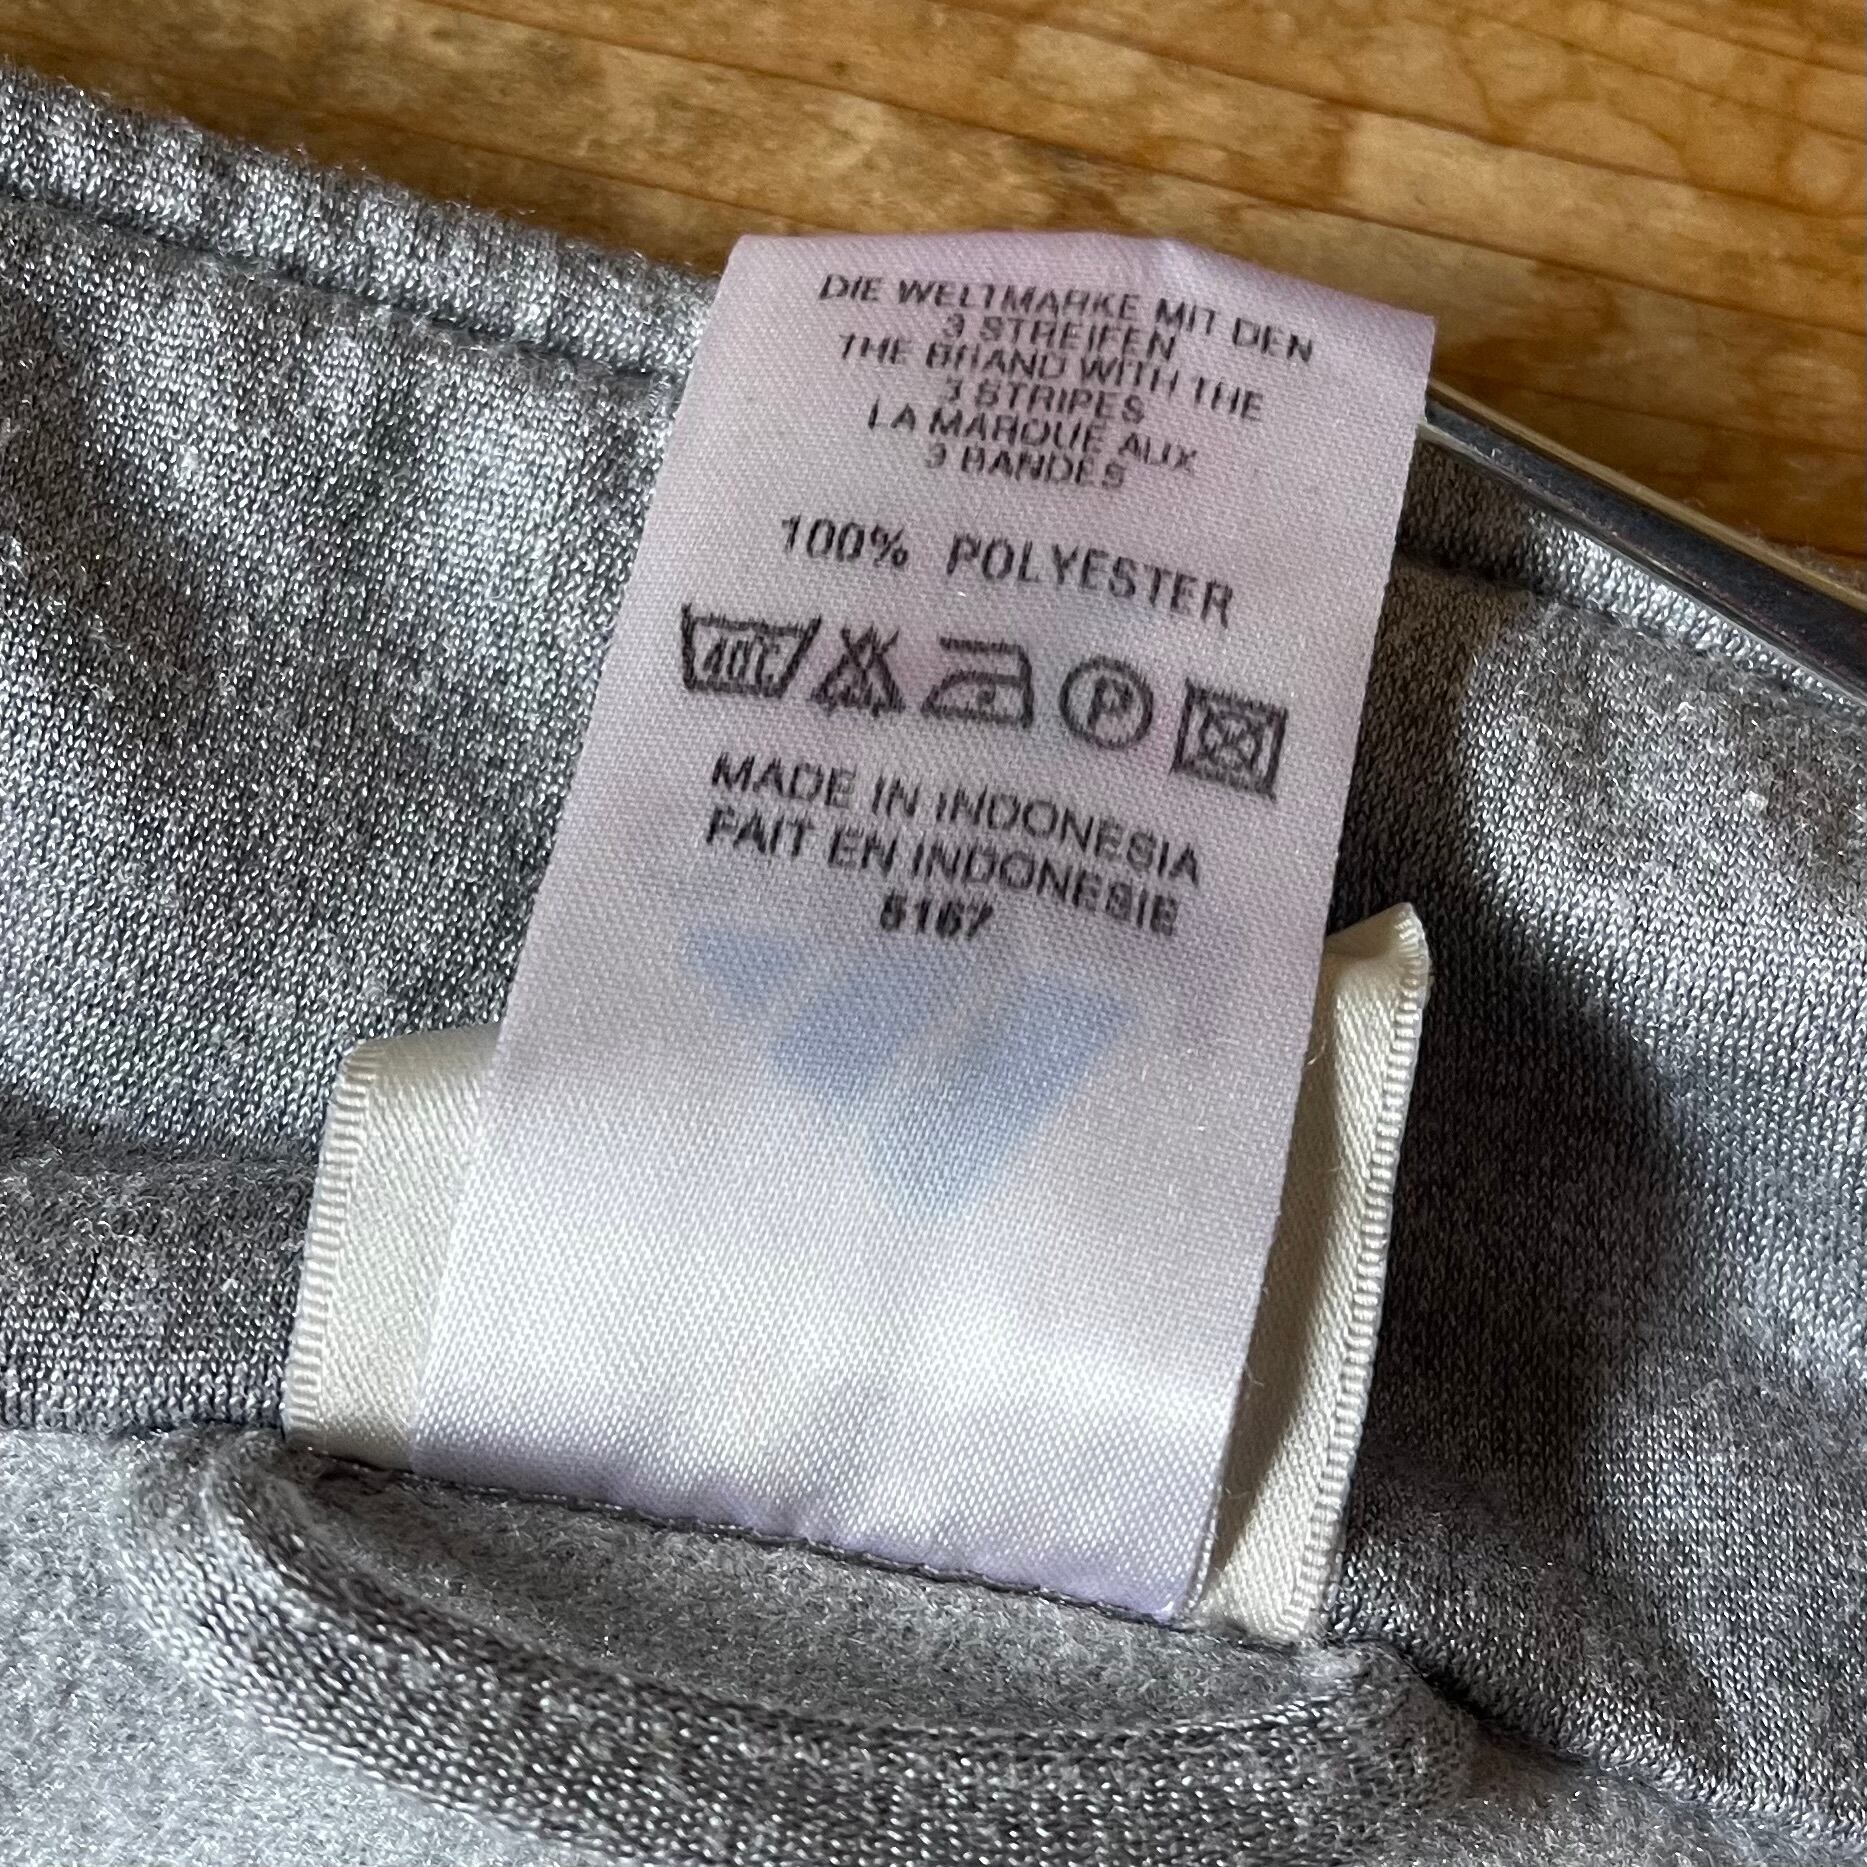 DIE WELTMARKE MIT DEN
3 STREIFEN
THE BRAND WITH THE
3 STRIPES
LA MARQUE AUX
3 BANDES
100% POLYESTER
40°C P
MADE IN INDONESIA
FAIT EN INDONESIE